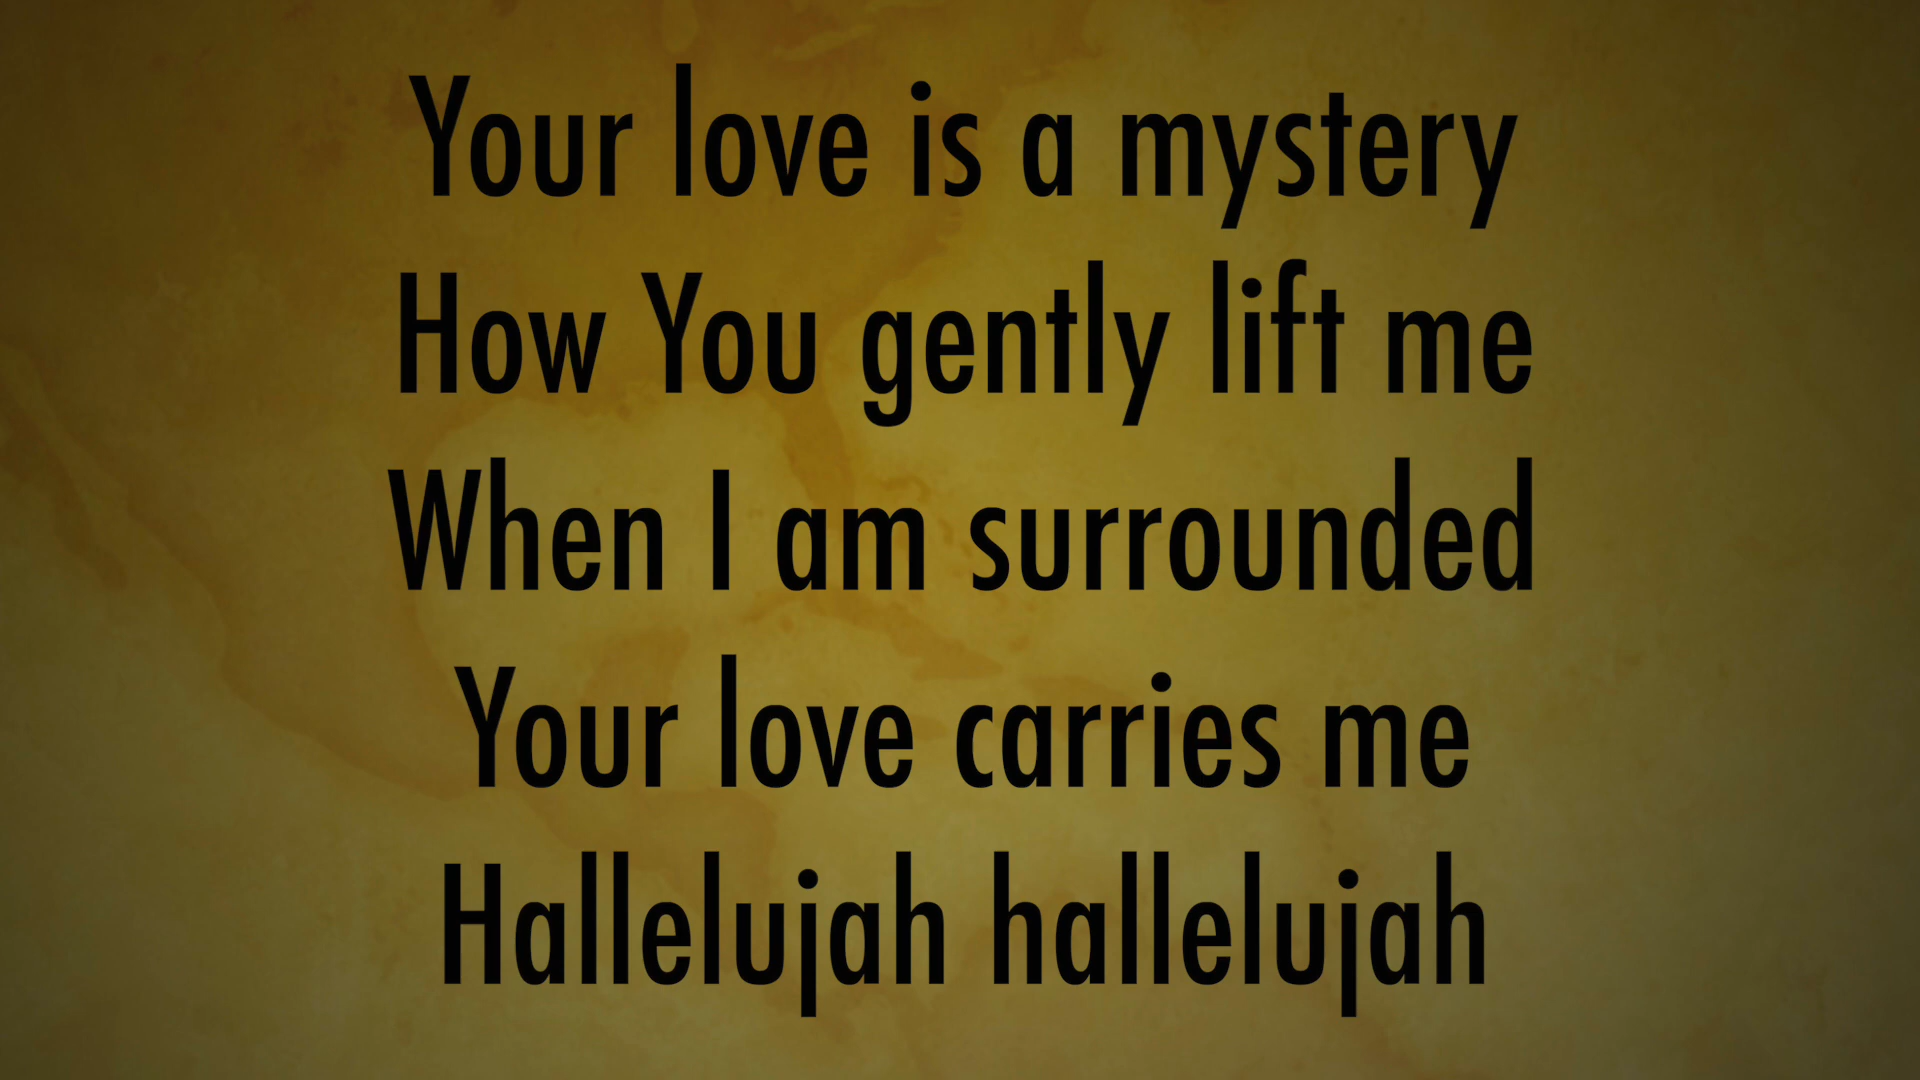 Your love is a mystery
How You gently lift me
When I am surrounded
Your love carries me
Hallelujah hallelujah